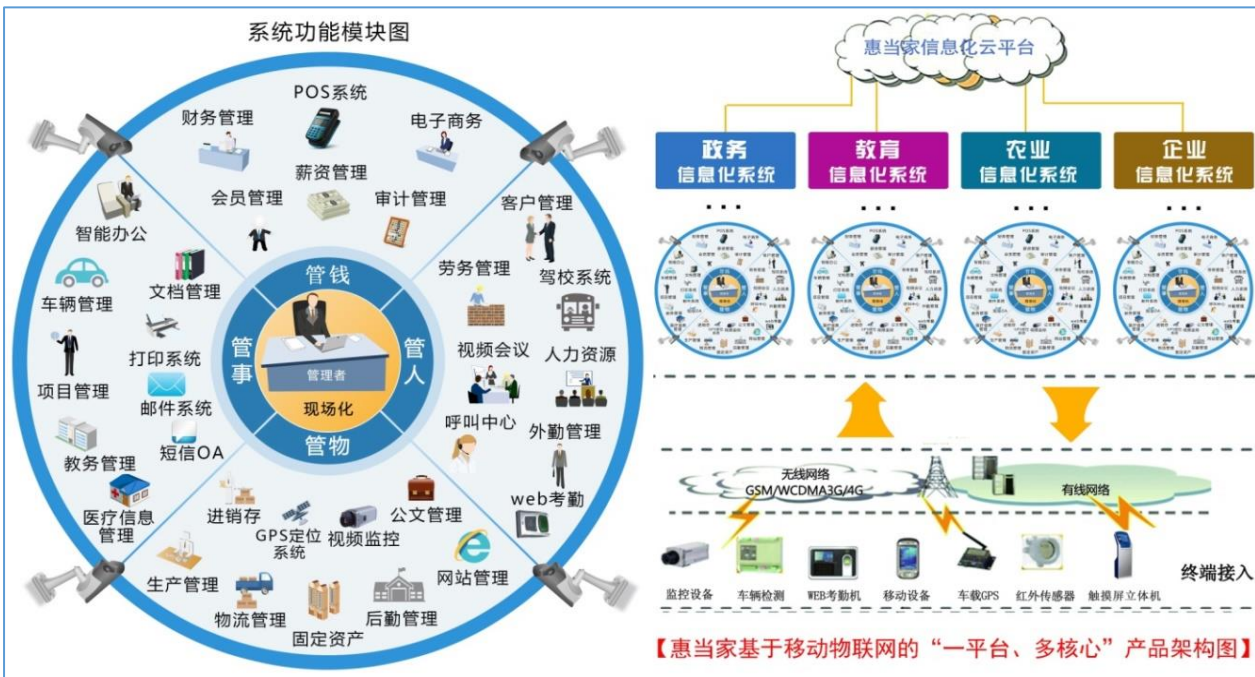 系统功能模块图
POS系统
财务管理
电子商务
薪资管理
会员管理
审计管理
客户管理
智能办公
劳务管理
驾校系统
文档管理
车辆管理
管钱
打印系统
管事
管人
管理者
现场化
管物
视频会议
人力资源
项目管理
邮件系统
呼叫中心
外勤管理
教务管理
短信OA
web考勤
医疗信息
管理
进销存
GPS定位
系统
视频监控
公文管理
生产管理
网站管理
物流管理
后勤管理
固定资产
惠当家信息化云平台
政务
信息化系统
教育
信息化系统
农业
信息化系统
企业
信息化系统
...
...
...
...
无线网络
GSM/WCDMA3G/4G
有线网络
终端接入
监控设备
车辆检测
WEB考勤机
移动设备
车载GPS
红外传感器
触摸屏立体机
【惠当家基于移动物联网的“一平台、多核心”产品架构图】